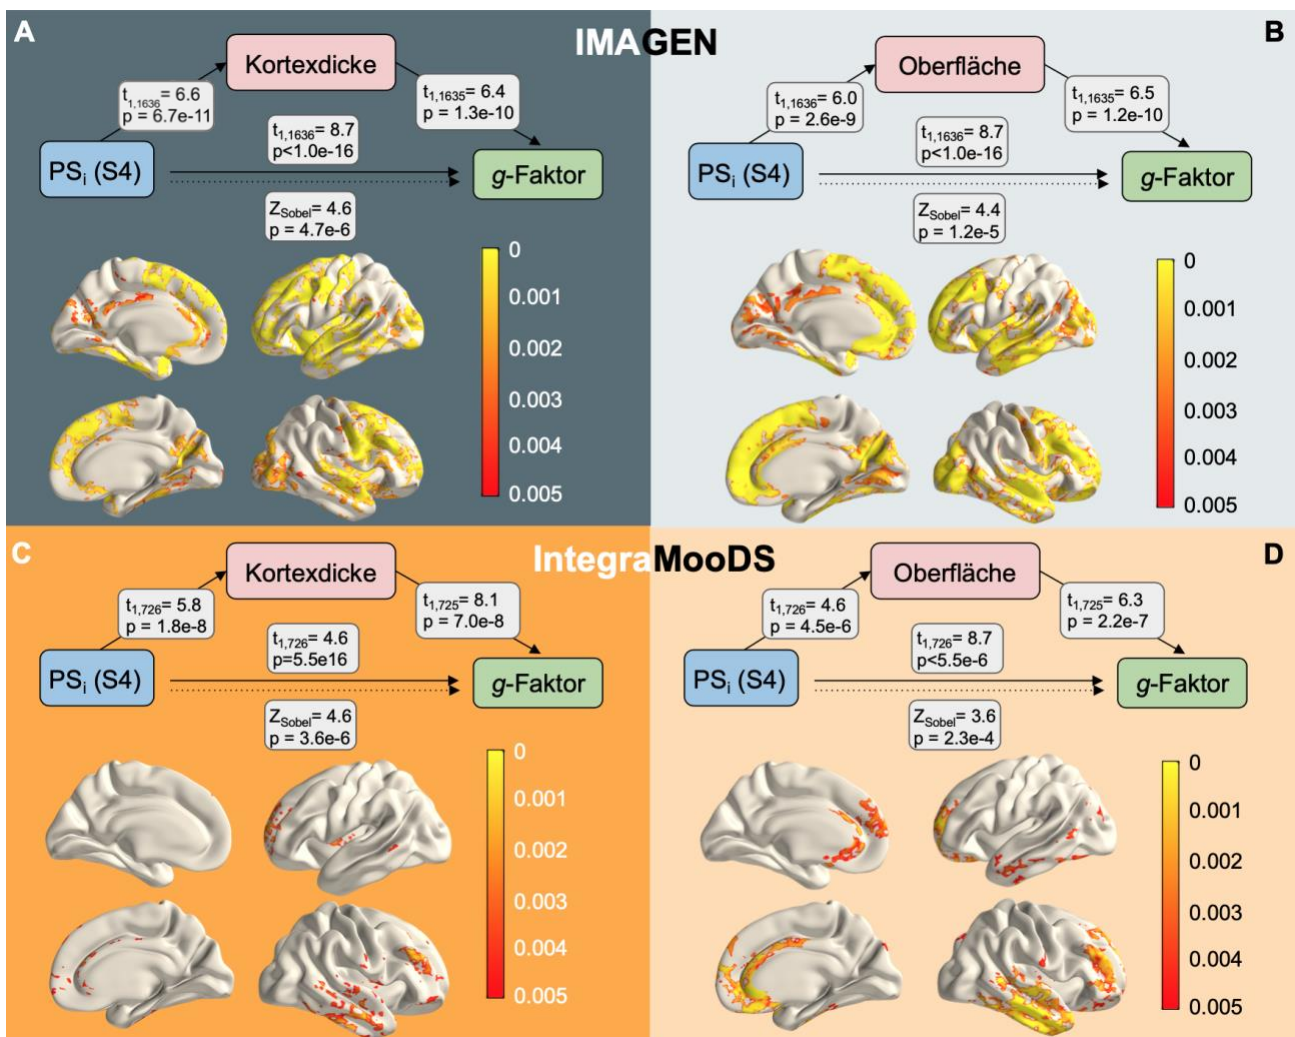 A
IMAGEN
B
Kortexdicke
t1,1636= 6.6
p = 6.7e-11
t1,1635= 6.4
p = 1.3e-10
t1,1636= 8.7
p<1.0e-16
PSi (S4)
g-Faktor
ZSobel= 4.6
p = 4.7e-6
0
0.001
0.002
0.003
0.004
0.005
Oberfläche
t1,1636= 6.0
p = 2.6e-9
t1,1635= 6.5
p = 1.2e-10
t1,1636= 8.7
p<1.0e-16
PSi (S4)
g-Faktor
ZSobel= 4.4
p = 1.2e-5
0
0.001
0.002
0.003
0.004
0.005
C
IntegraMooDS
D
Kortexdicke
t1,726= 5.8
p = 1.8e-8
t1,725= 8.1
p = 7.0e-8
t1,726= 4.6
p=5.5e16
PSi (S4)
g-Faktor
ZSobel= 4.6
p = 3.6e-6
0
0.001
0.002
0.003
0.004
0.005
Oberfläche
t1,726= 4.6
p = 4.5e-6
t1,725= 6.3
p = 2.2e-7
t1,726= 8.7
p<5.5e-6
PSi (S4)
g-Faktor
ZSobel= 3.6
p = 2.3e-4
0
0.001
0.002
0.003
0.004
0.005